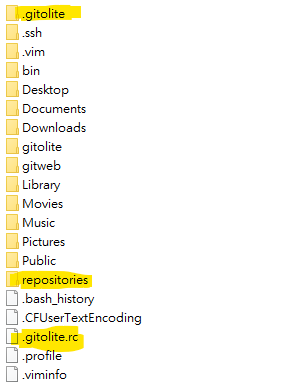 .gitolite
.ssh
.vim
bin
Desktop
Documents
Downloads
gitolite
gitweb
Library
Movies
Music
Pictures
Public
repositories
.bash_history
.CFUserTextEncoding
.gitolite.rc
.profile
.viminfo